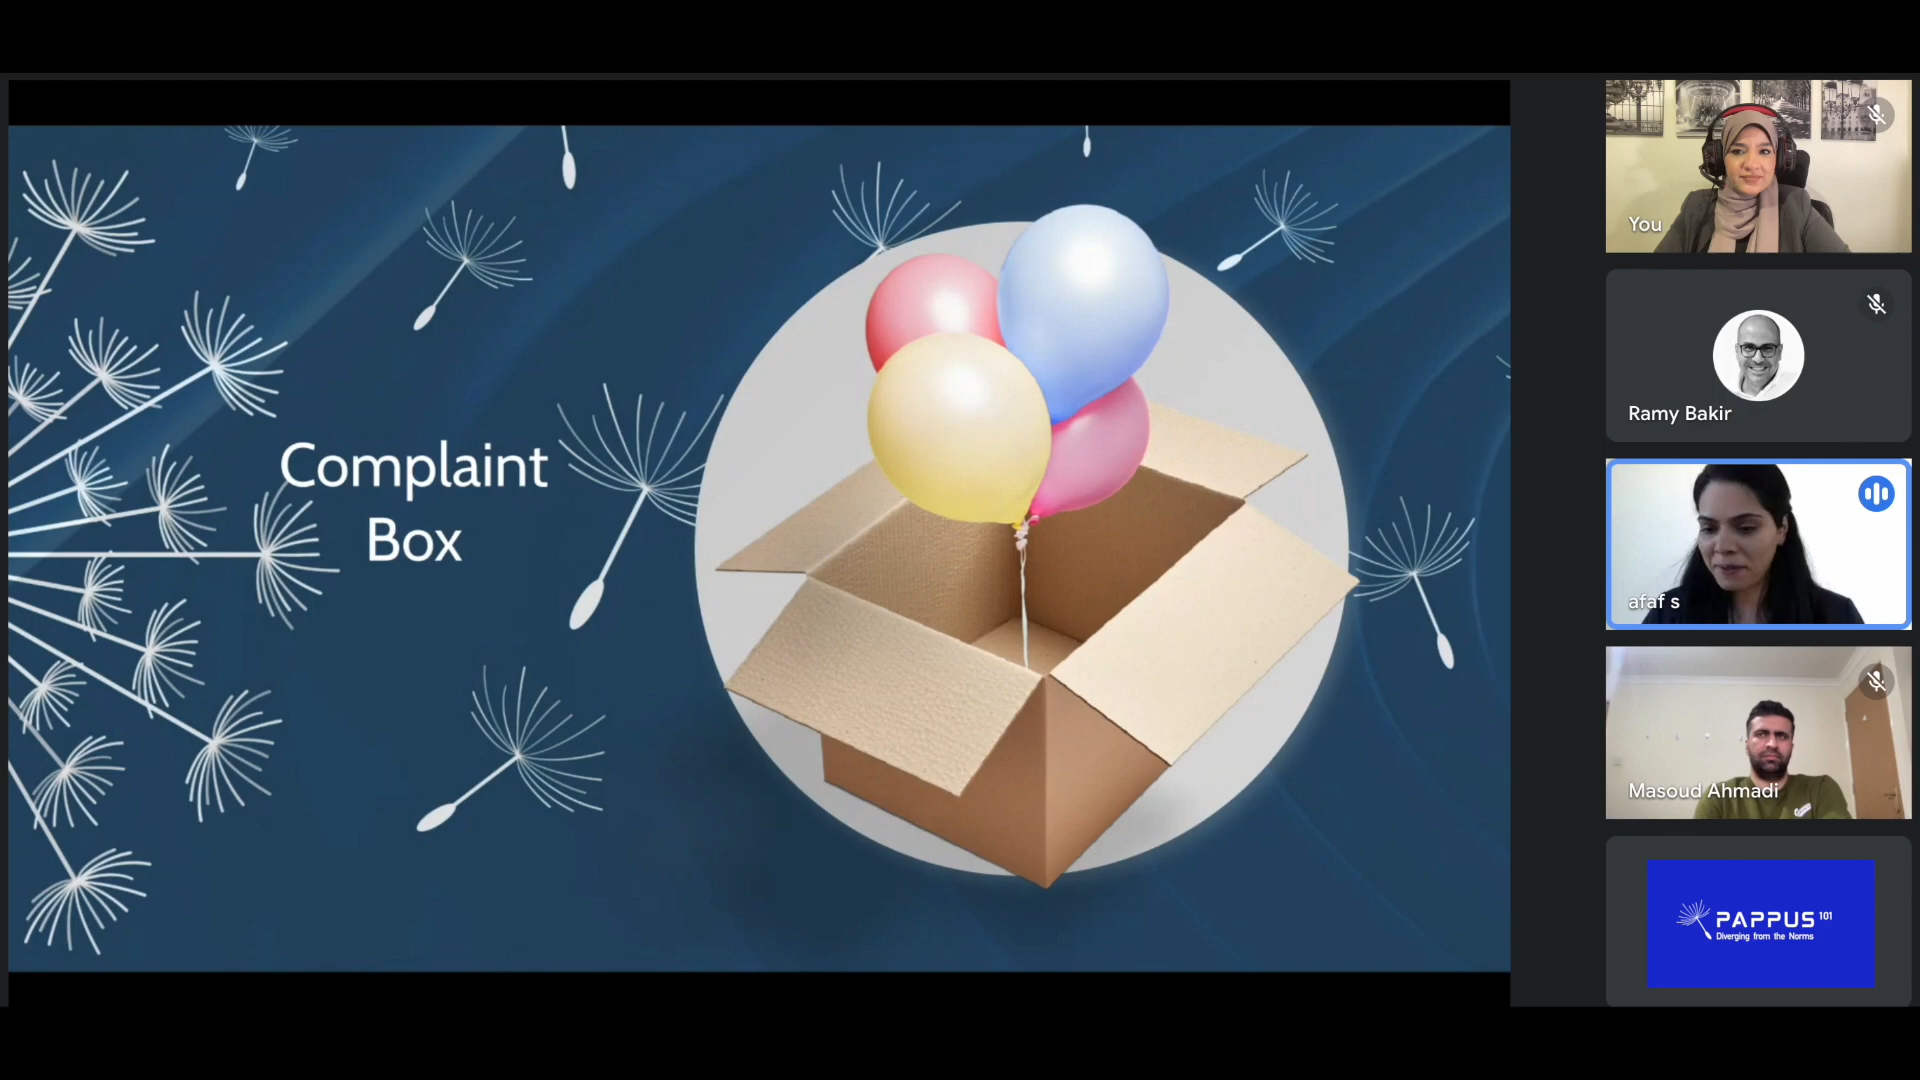 Complaint
Box
You
Ramy Bakir
afaf s
Masoud Ahmadi
PAPPUS 101
Diverging from the Norms